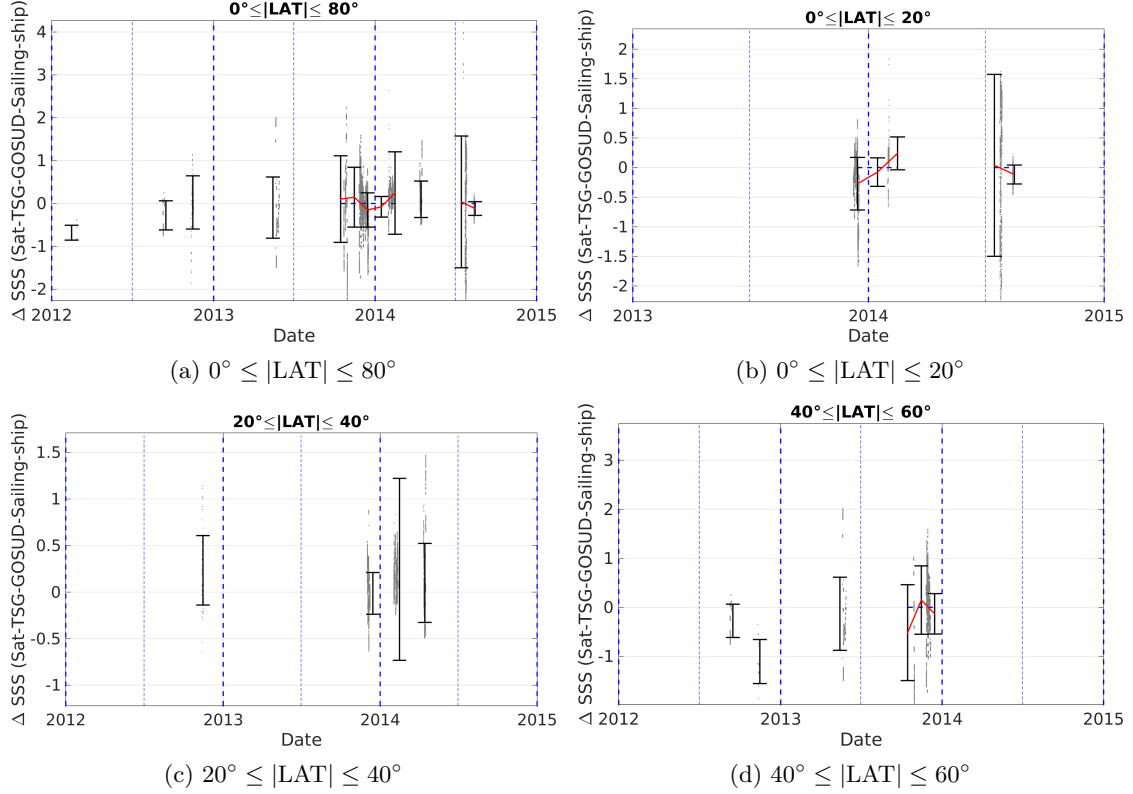 0°≤|LAT|≤ 80°
Δ SSS (Sat-TSG-GOSUD-Sailing-ship)
4
3
2
1
0
-1
-2
2012 2013 2014 2015
Date
(a) 0° ≤ |LAT| ≤ 80°
0°≤|LAT|≤ 20°
Δ SSS (Sat-TSG-GOSUD-Sailing-ship)
2
1.5
1
0.5
0
-0.5
-1
-1.5
-2
2013 2014 2015
Date
(b) 0° ≤ |LAT| ≤ 20°
20°≤|LAT|≤ 40°
Δ SSS (Sat-TSG-GOSUD-Sailing-ship)
1.5
1
0.5
0
-0.5
-1
2012 2013 2014 2015
Date
(c) 20° ≤ |LAT| ≤ 40°
40°≤|LAT|≤ 60°
Δ SSS (Sat-TSG-GOSUD-Sailing-ship)
3
2
1
0
-1
2012 2013 2014 2015
Date
(d) 40° ≤ |LAT| ≤ 60°